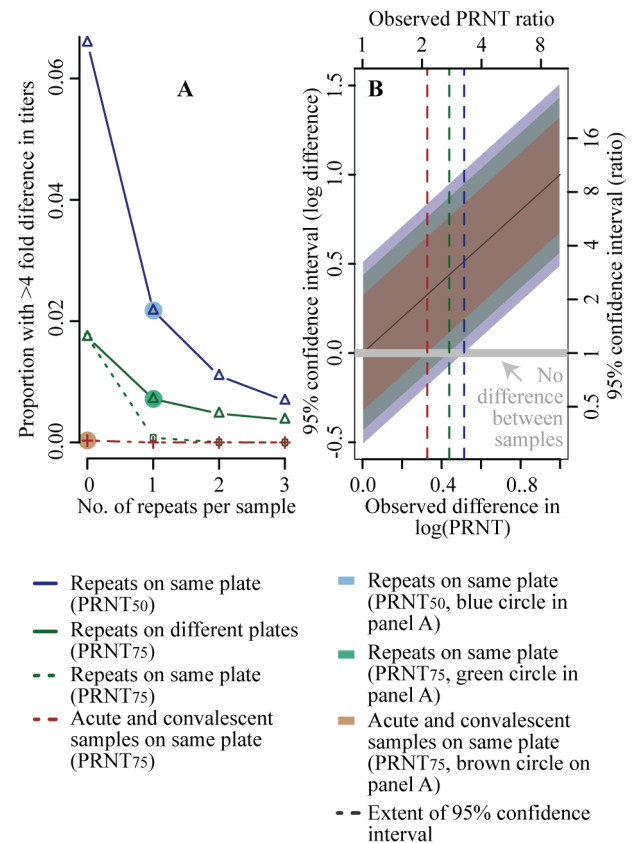 Observed PRNT ratio
1 2 4 8
A
B
Proportion with >4 fold diference in titers
0.06
0.04
0.02
0.00
0 1 2 3
No. of repeats per sample
95% confidence interval (log difference)
1.5
1.0
0.5
0.0
-0.5
16
8
4
2
1
0.5
95% confidence interval (ratio)
No
difference
between
samples
0.0 0.4 0..8
Observed difference in
log(PRNT)
Repeats on same plate
(PRNT50)
Repeats on different plates
(PRNT75)
Repeats on same plate
(PRNT75)
Acute and convalescent
samples on same plate
(PRNT75)
Repeats on same plate
(PRNT50, blue circle in
panel A)
Repeats on same plate
(PRNT75, green circle in
panel A)
Acute and convalescent
samples on same plate
(PRNT75, brown circle on
panel A)
Extent of 95% confidence
interval